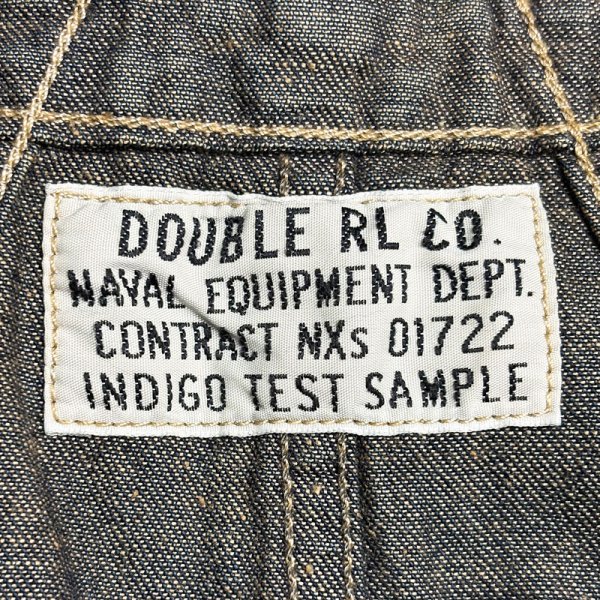 DOUBLE RL CO.
NAVAL EQUIPMENT DEPT.
CONTRACT NXs 01722
INDIGO TEST SAMPLE